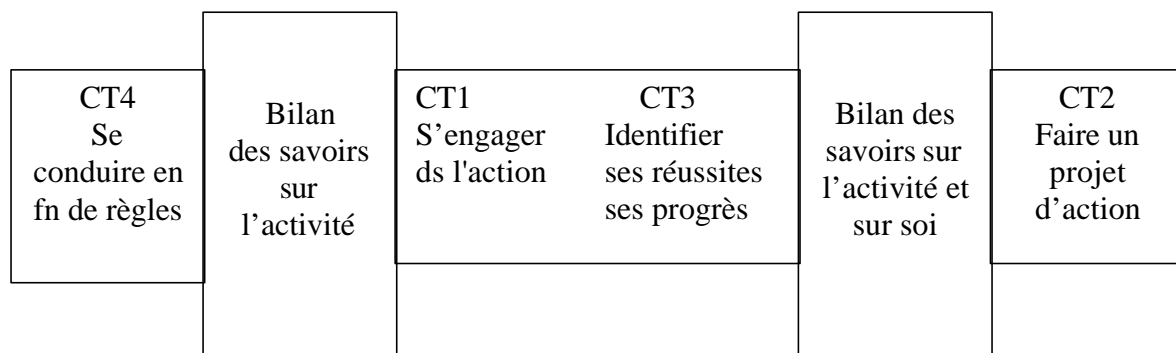 CT4
Se
conduire en
fn de règles
Bilan
des savoirs
sur
l’activité
CT1
S’engager
ds l'action
CT3
Identifier
ses réussites
ses progrès
Bilan des
savoirs sur
l’activité et
sur soi
CT2
Faire un
projet
d’action